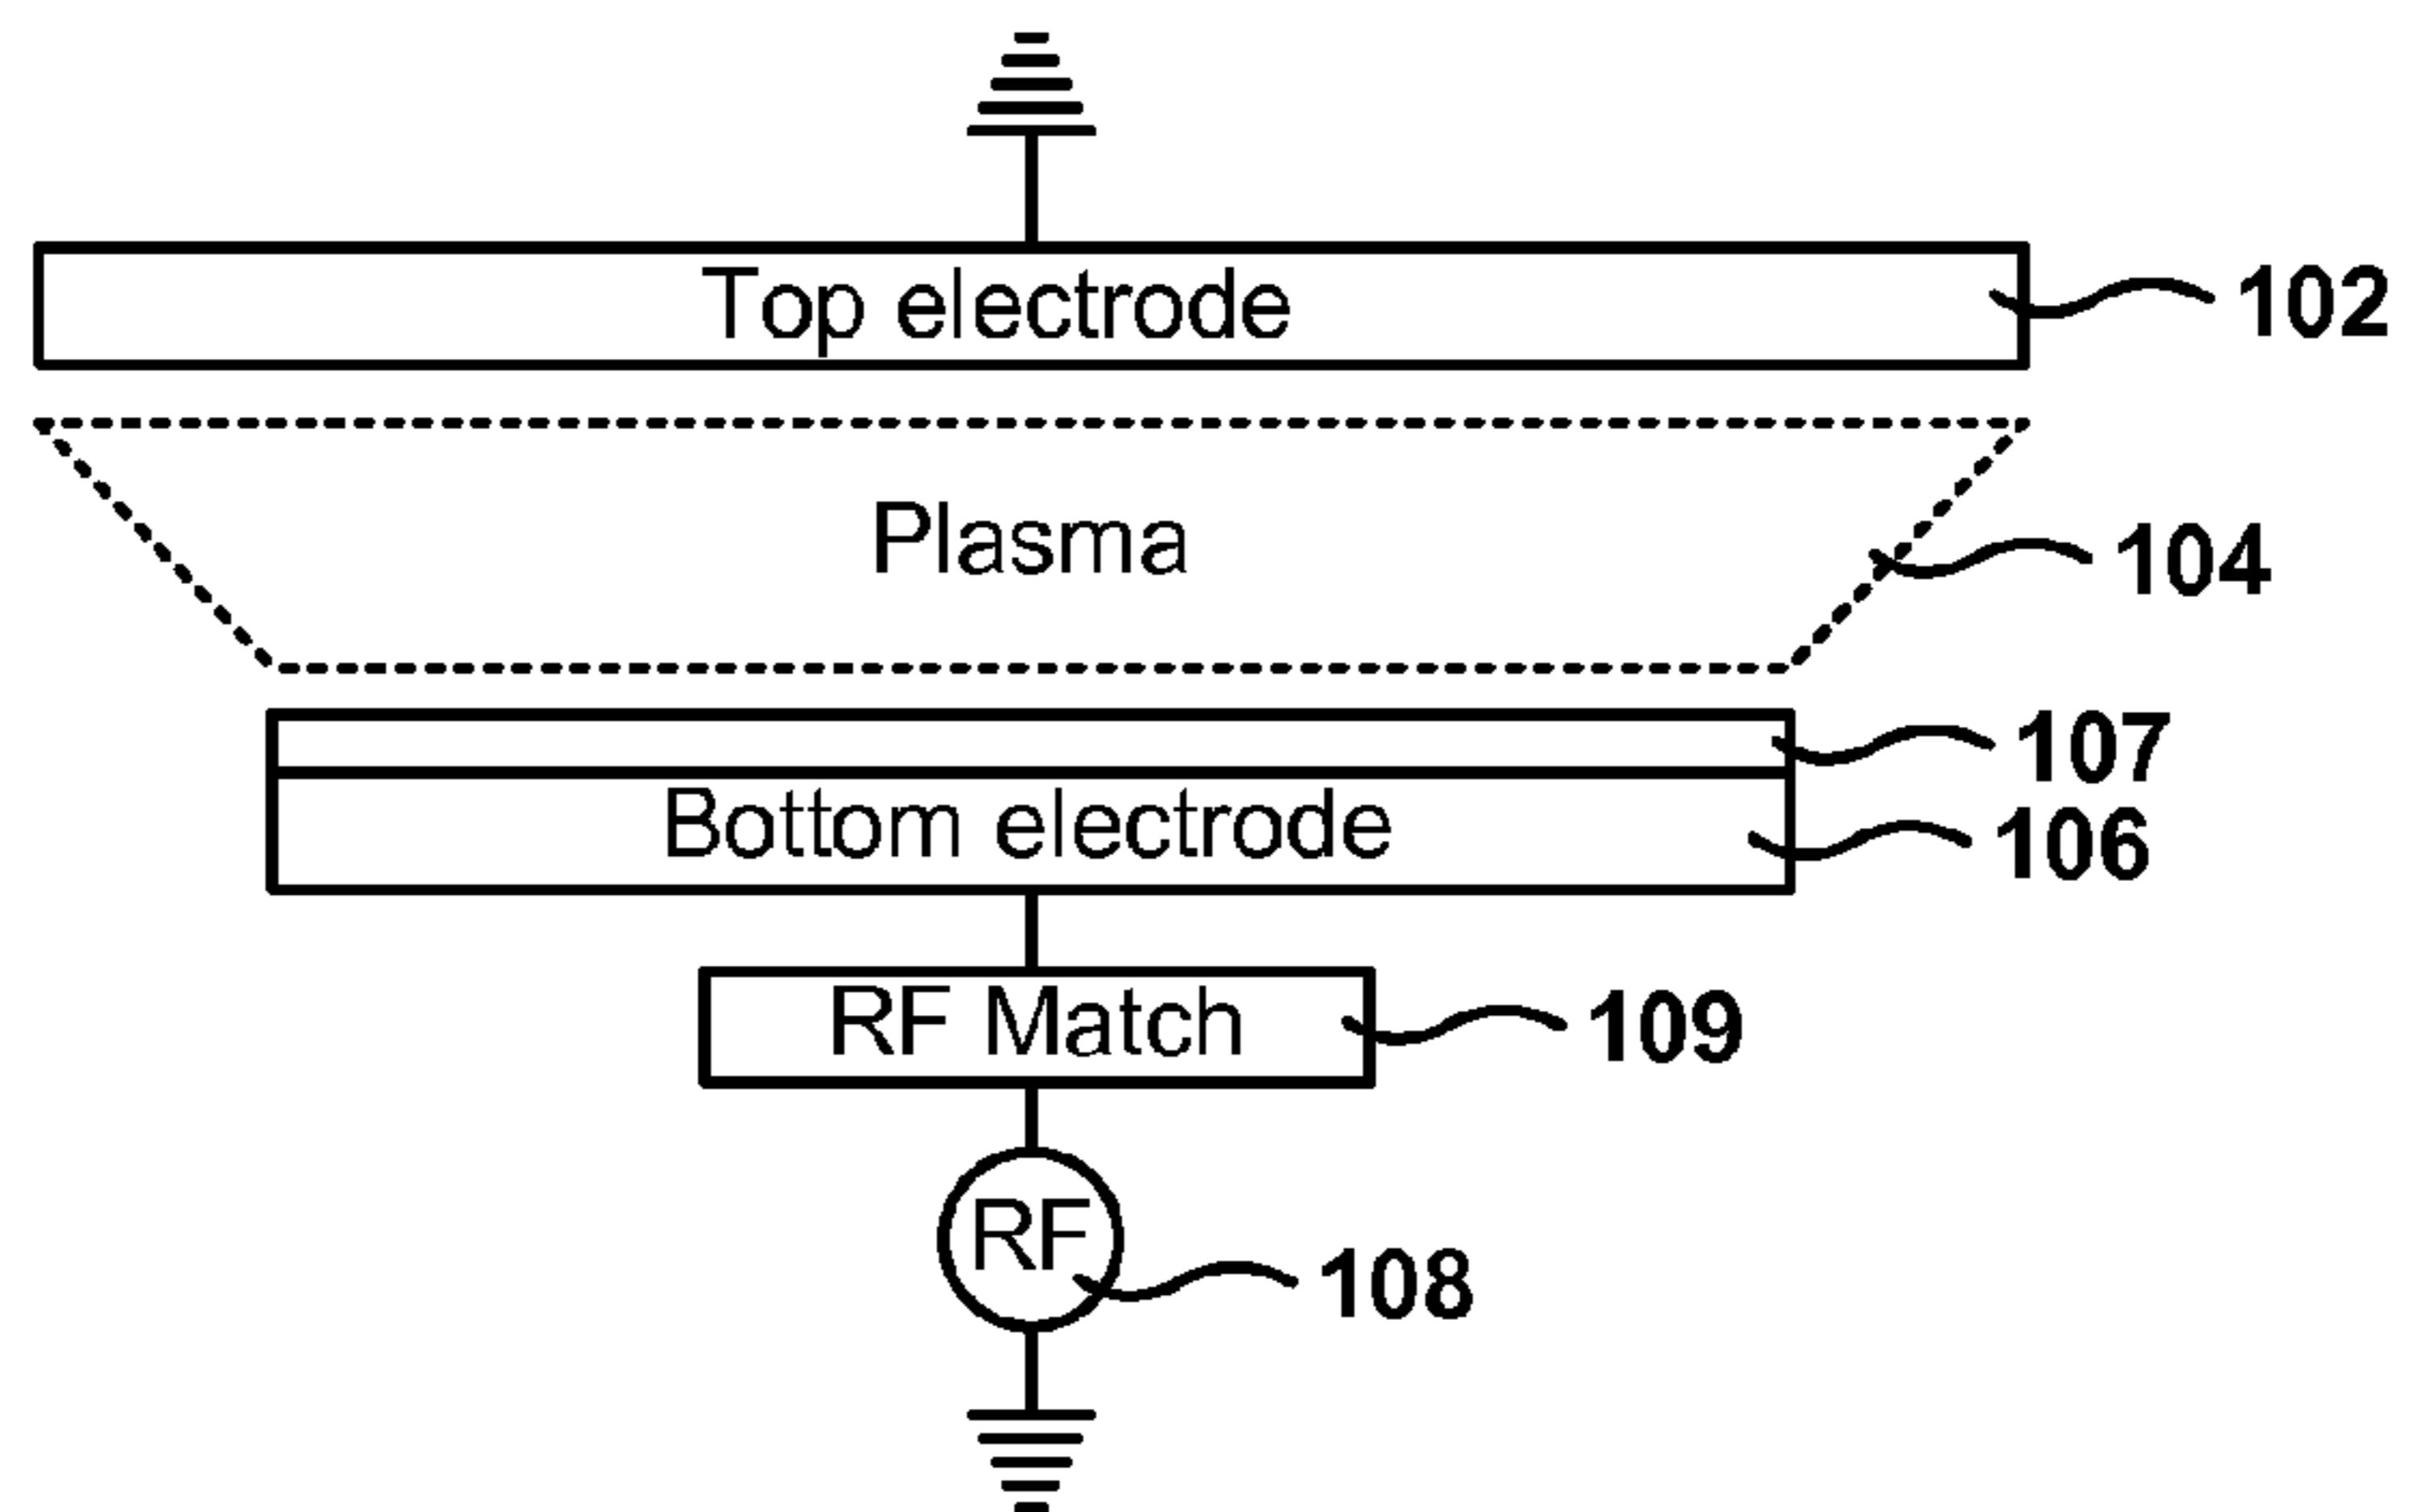 Top electrode
102
Plasma
104
107
Bottom electrode
106
RF Match
109
RF
108